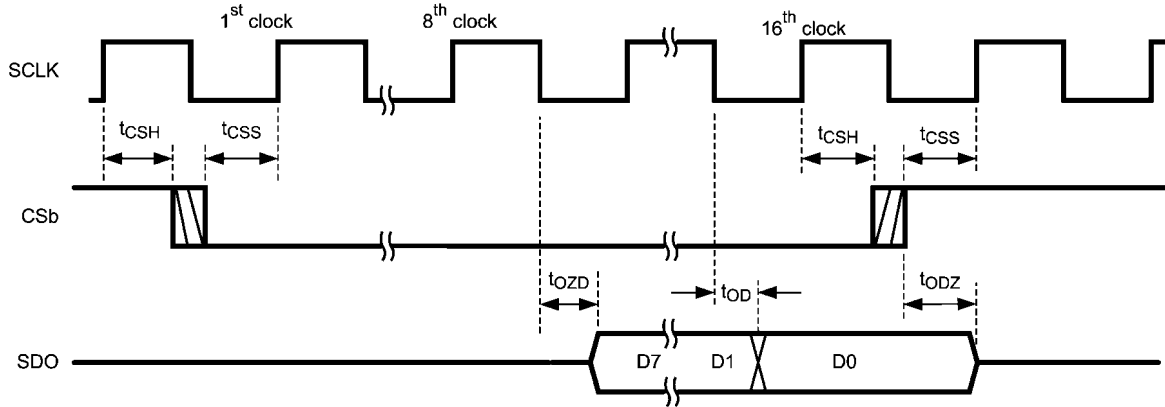 1st clock 8th clock 16th clock
SCLK
tCSH tCSS tCSH tCSS
CSb
tOZD tOD tODZ
SDO D7 D1 D0